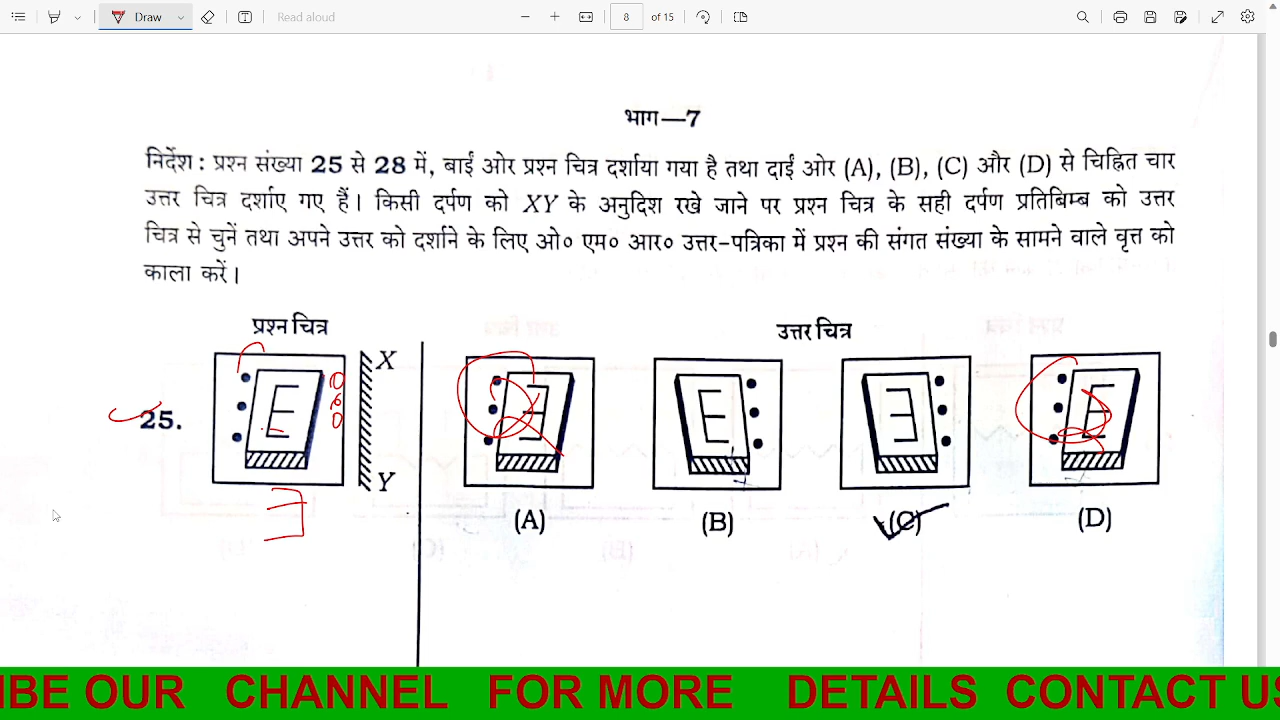 Draw
Read aloud
8
of 15
भाग—7
निर्देश : प्रश्न संख्या 25 से 28 में, बाईं ओर प्रश्न चित्र दर्शाया गया है तथा दाईं ओर (A), (B), (C) और (D) से चिह्नित चार
उत्तर चित्र दर्शाए गए हैं। किसी दर्पण को XY के अनुदिश रखे जाने पर प्रश्न चित्र के सही दर्पण प्रतिबिम्ब को उत्तर
चित्र से चुनें तथा अपने उत्तर को दर्शाने के लिए ओ० एम० आर० उत्तर-पत्रिका में प्रश्न की संगत संख्या के सामने वाले वृत्त को
काला करें।
प्रश्न चित्र
उत्तर चित्र
X
25.
E
E
E
Y
(A)
(B)
(C)
(D)
IBE OUR CHANNEL FOR MORE DETAILS CONTACT US